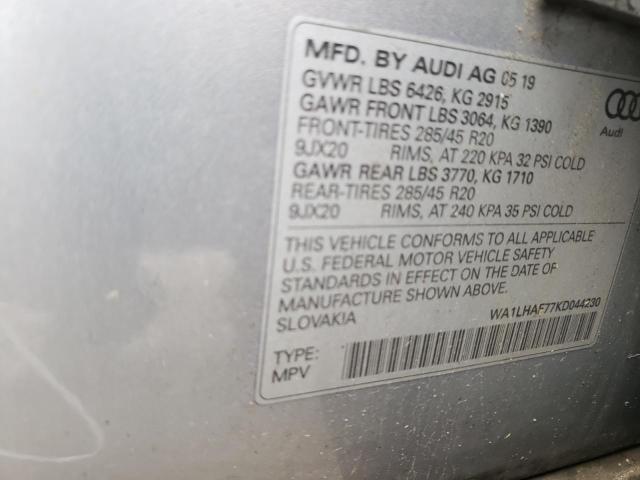 MFD. BY AUDI AG 05 19
GVWR LBS 6426, KG 2915
GAWR FRONT LBS 3064, KG 1390
FRONT-TIRES 285/45 R20
9JX20 RIMS, AT 220 KPA 32 PSI COLD
GAWR REAR LBS 3770, KG 1710
REAR-TIRES 285/45 R20
9JX20 RIMS, AT 240 KPA 35 PSI COLD
Audi
THIS VEHICLE CONFORMS TO ALL APPLICABLE
U.S. FEDERAL MOTOR VEHICLE SAFETY
STANDARDS IN EFFECT ON THE DATE OF
MANUFACTURE SHOWN ABOVE.
SLOVAKIA
WA1LHAF77KD044230
TYPE:
MPV